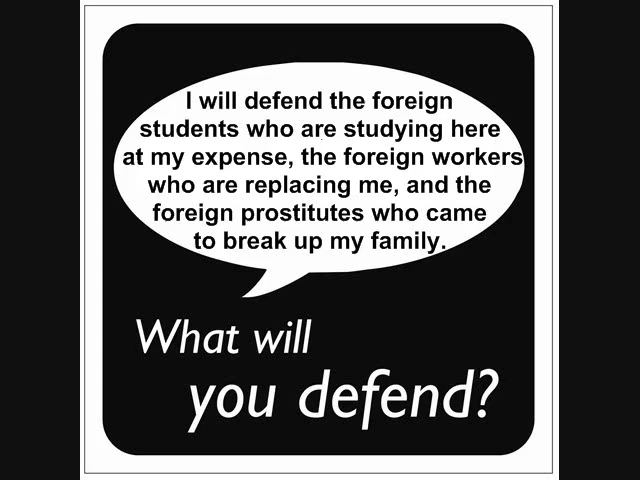 I will defend the foreign
students who are studying here
at my expense, the foreign workers
who are replacing me, and the
foreign prostitutes who came
to break up my family.
What will
you defend?